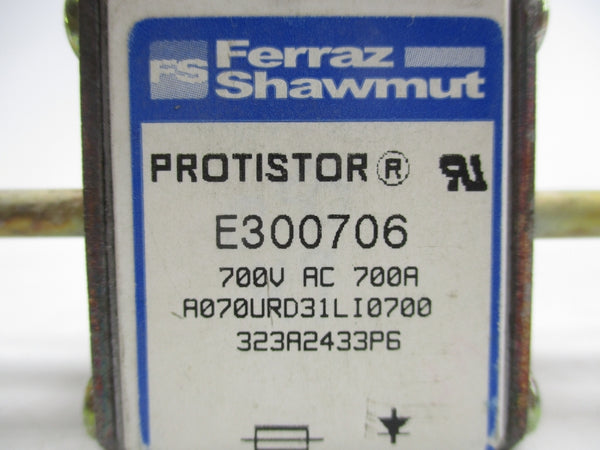 FS Ferraz
Shawmut
PROTISTOR®
E300706
700V AC 700A
A070URD31LI0700
323A2433P6